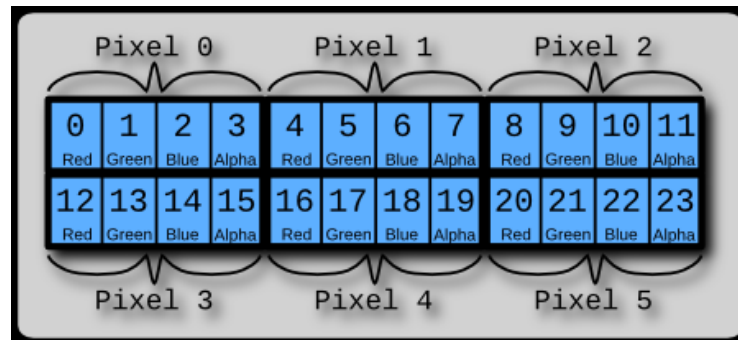 Pixel 0 Pixel 1 Pixel 2
0 1 2 3 4 5 6 7 8 9 10 11
Red Green Blue Alpha Red Green Blue Alpha Red Green Blue Alpha
12 13 14 15 16 17 18 19 20 21 22 23
Red Green Blue Alpha Red Green Blue Alpha Red Green Blue Alpha
Pixel 3 Pixel 4 Pixel 5